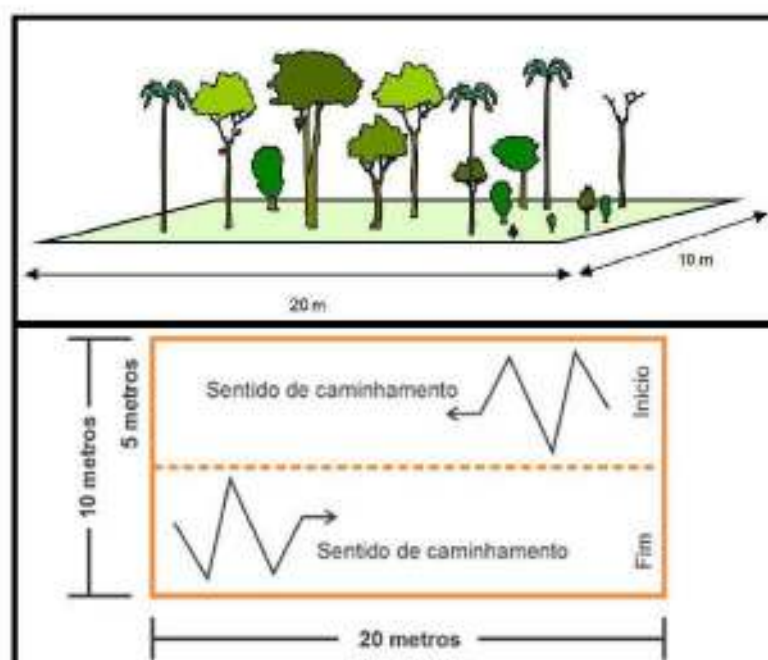 10 m
20 m
Sentido de caminhamento
Início
5 metros
10 metros
Sentido de caminhamento
Fim
20 metros